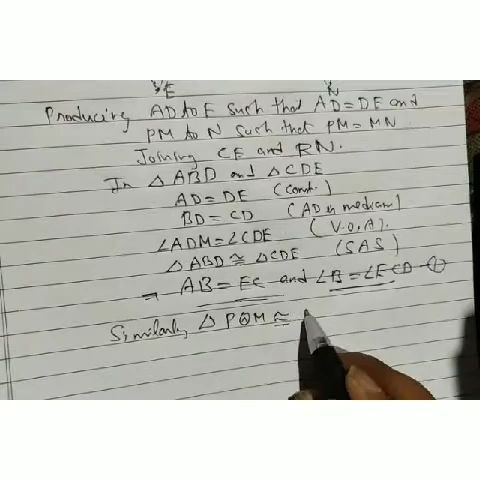 E N
Producing AD to E such that AD = DE and
PM to N such that PM = MN.
Joining CE and RN.
In △ ABD and △ CDE
AD = DE (Const.)
BD = CD (AD is median)
∠ADM = ∠CDE (V.O.A).
△ ABD ≅ △ CDE (SAS)
⇒ AB = EC and ∠B = ∠ECD - ①
Similarly △ PQM ≅